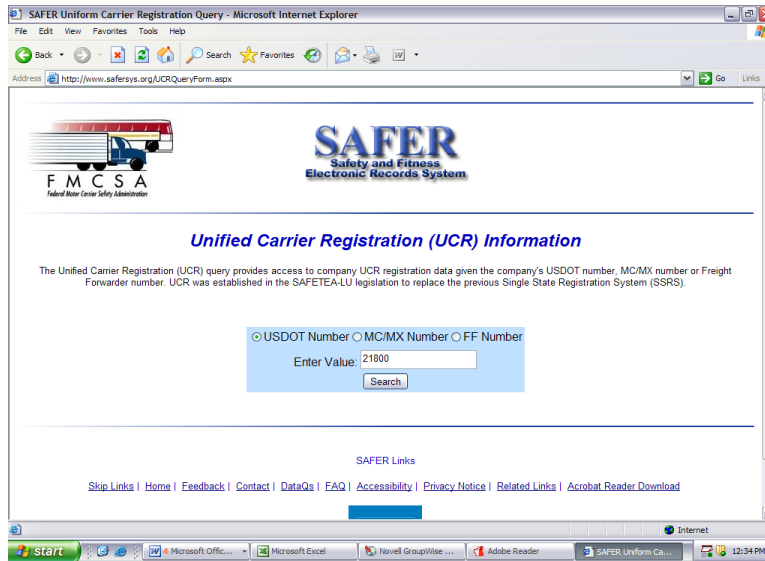 SAFER Uniform Carrier Registration Query - Microsoft Internet Explorer
File Edit View Favorites Tools Help
Back Search Favorites
Address http://www.safersys.org/UCRQueryForm.aspx Go Links
FMCSA
Federal Motor Carrier Safety Administration
SAFER
Safety and Fitness
Electronic Records System
Unified Carrier Registration (UCR) Information
The Unified Carrier Registration (UCR) query provides access to company UCR registration data given the company's USDOT number, MC/MX number or Freight
Forwarder number. UCR was established in the SAFETEA-LU legislation to replace the previous Single State Registration System (SSRS).
USDOT Number MC/MX Number FF Number
Enter Value: 21800
Search
SAFER Links
Skip Links | Home | Feedback | Contact | DataQs | FAQ | Accessibility | Privacy Notice | Related Links | Acrobat Reader Download
Internet
start 4 Microsoft Offic... Microsoft Excel Novell GroupWise ... Adobe Reader SAFER Uniform Ca... 12:34 PM